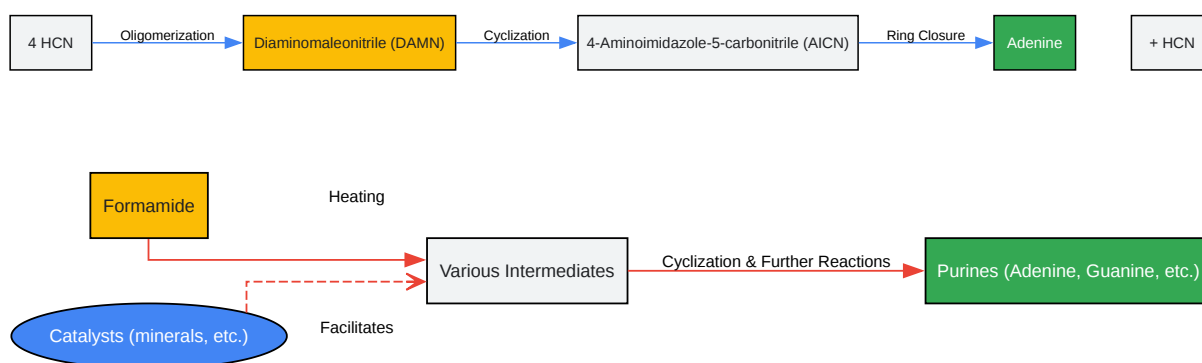 4 HCN
Oligomerization
Diaminomaleonitrile (DAMN)
Cyclization
4-Aminoimidazole-5-carbonitrile (AICN)
Ring Closure
Adenine
+ HCN
Formamide
Heating
Various Intermediates
Cyclization & Further Reactions
Purines (Adenine, Guanine, etc.)
Catalysts (minerals, etc.)
Facilitates